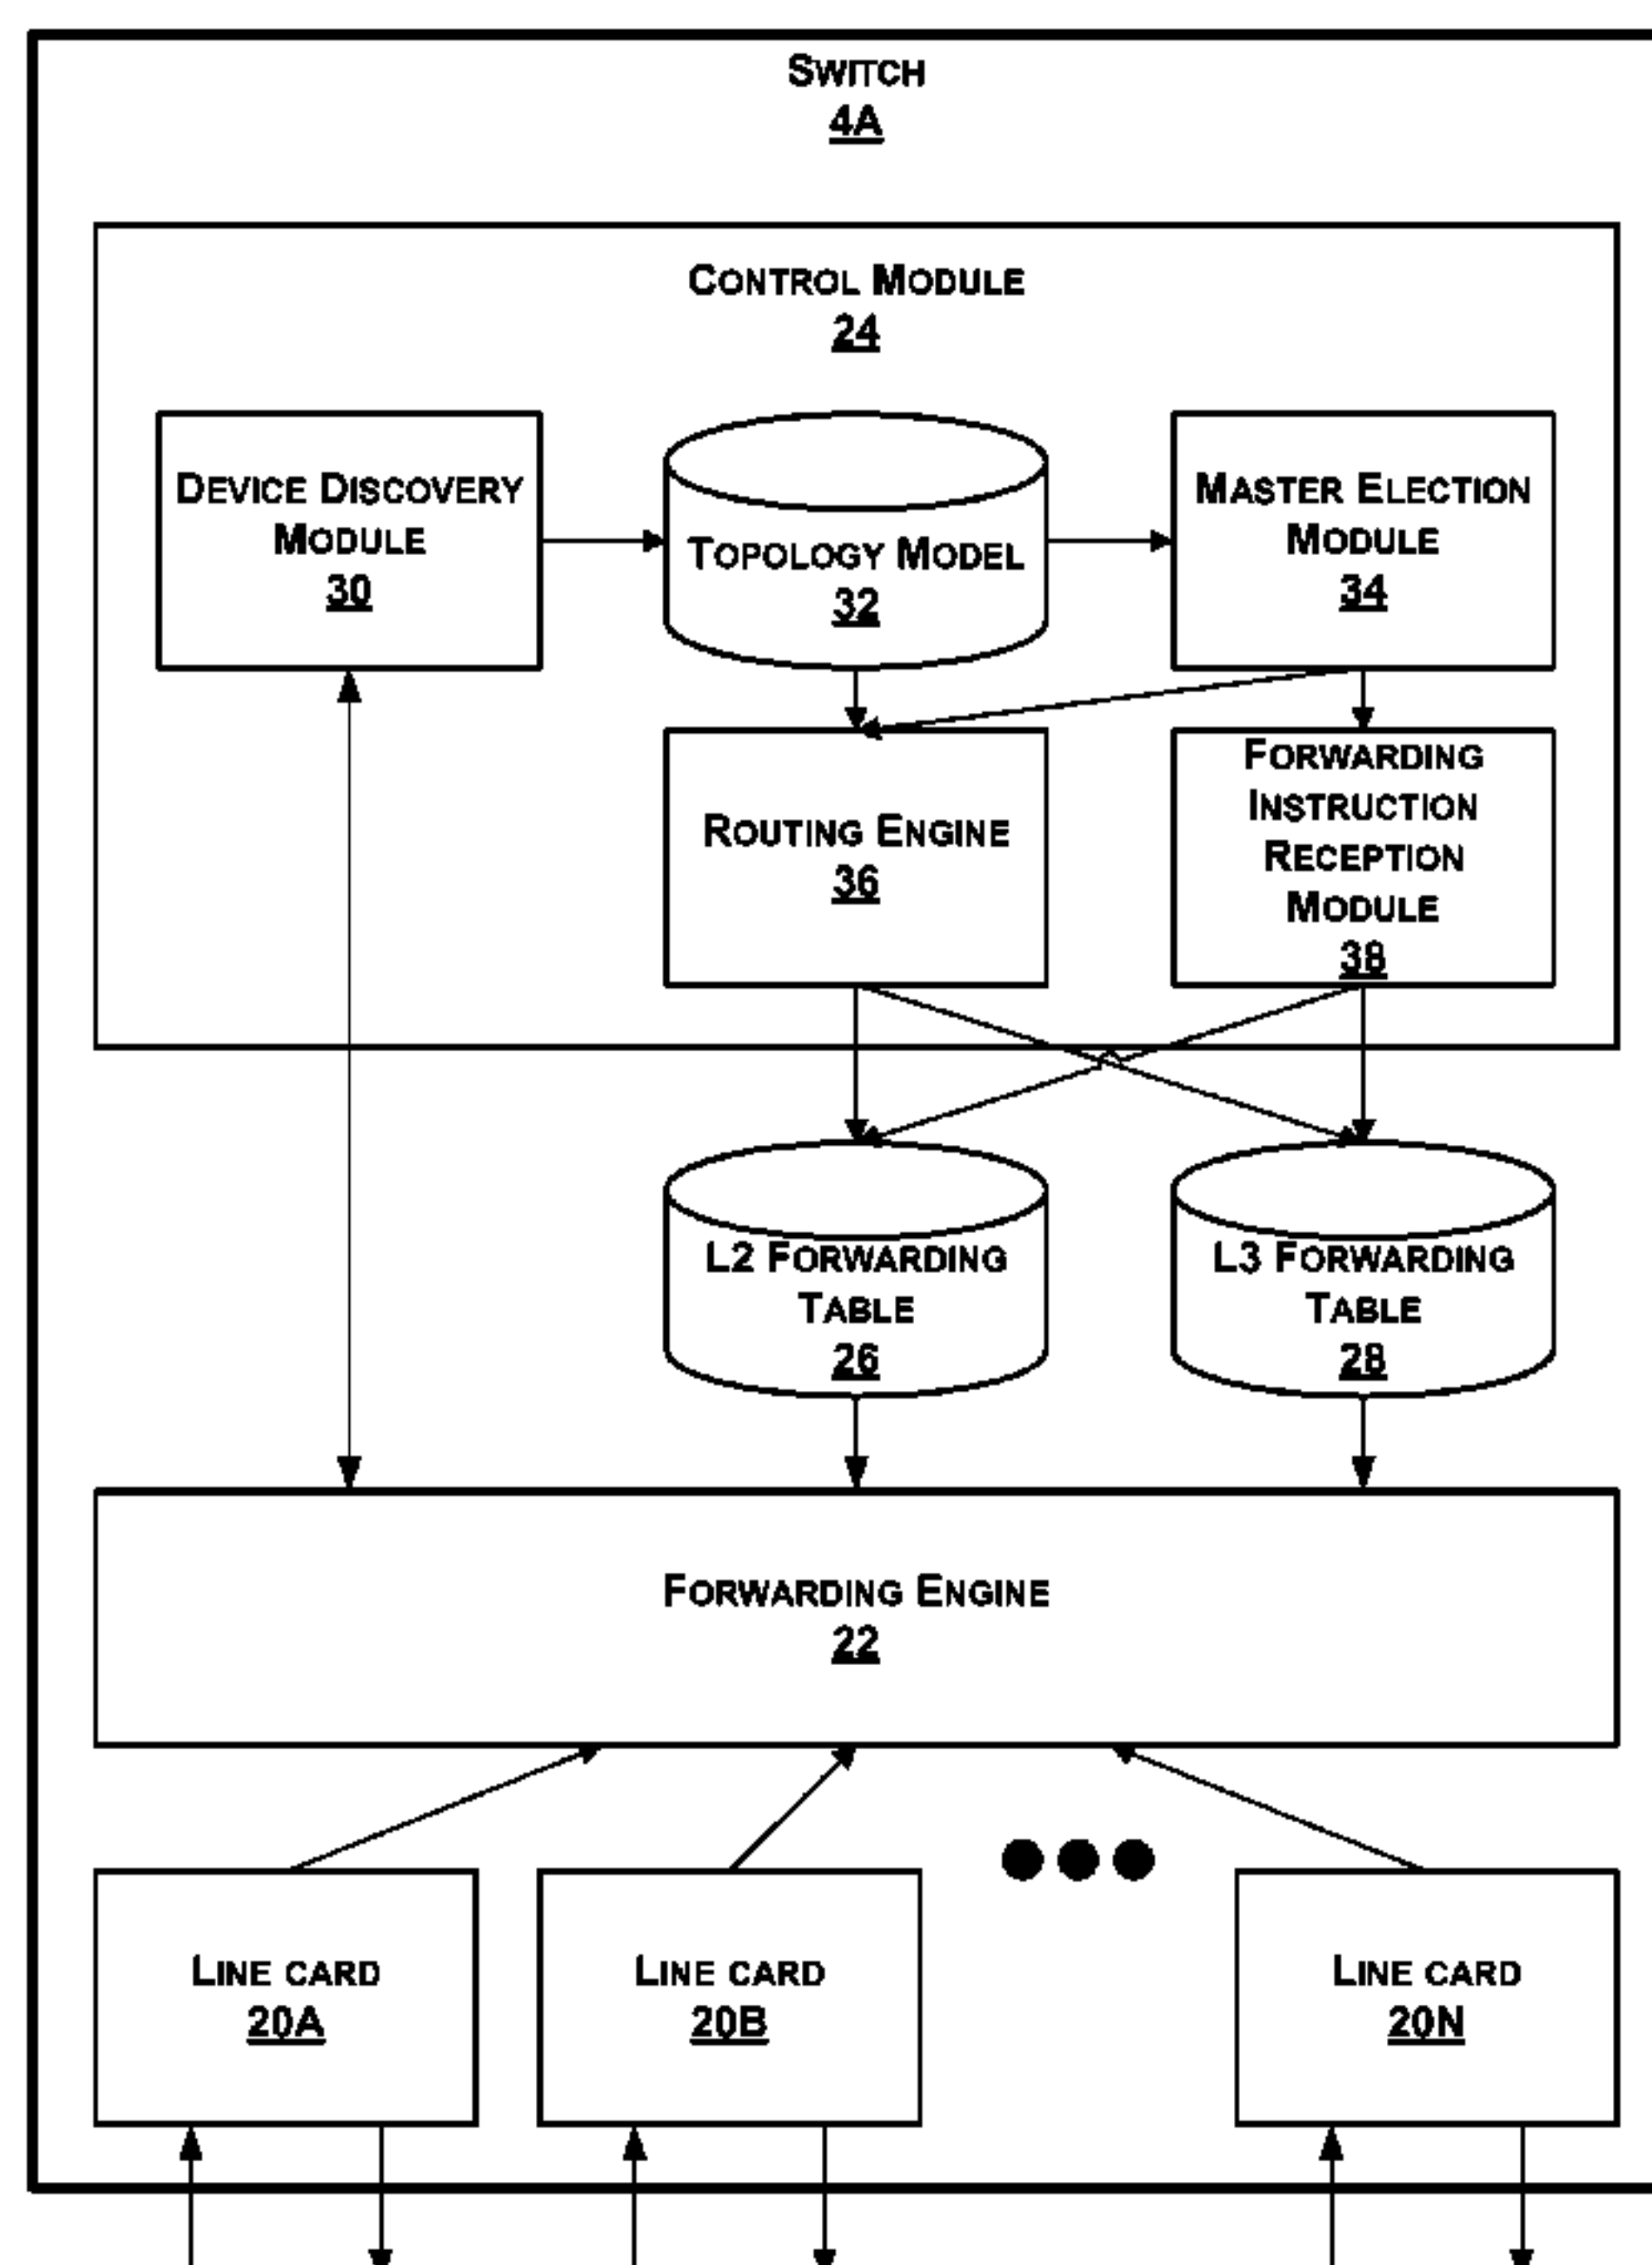 SWITCH
4A
CONTROL MODULE
24
DEVICE DISCOVERY
MODULE
30
TOPOLOGY MODEL
32
MASTER ELECTION
MODULE
34
ROUTING ENGINE
36
FORWARDING
INSTRUCTION
RECEPTION
MODULE
38
L2 FORWARDING
TABLE
26
L3 FORWARDING
TABLE
28
FORWARDING ENGINE
22
LINE CARD
20A
LINE CARD
20B
LINE CARD
20N